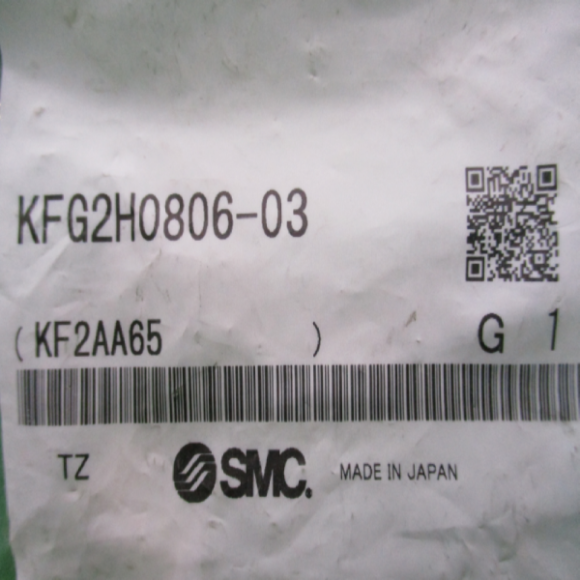 KFG2H0806-03
( KF2AA65 ) G 1
TZ SMC. MADE IN JAPAN